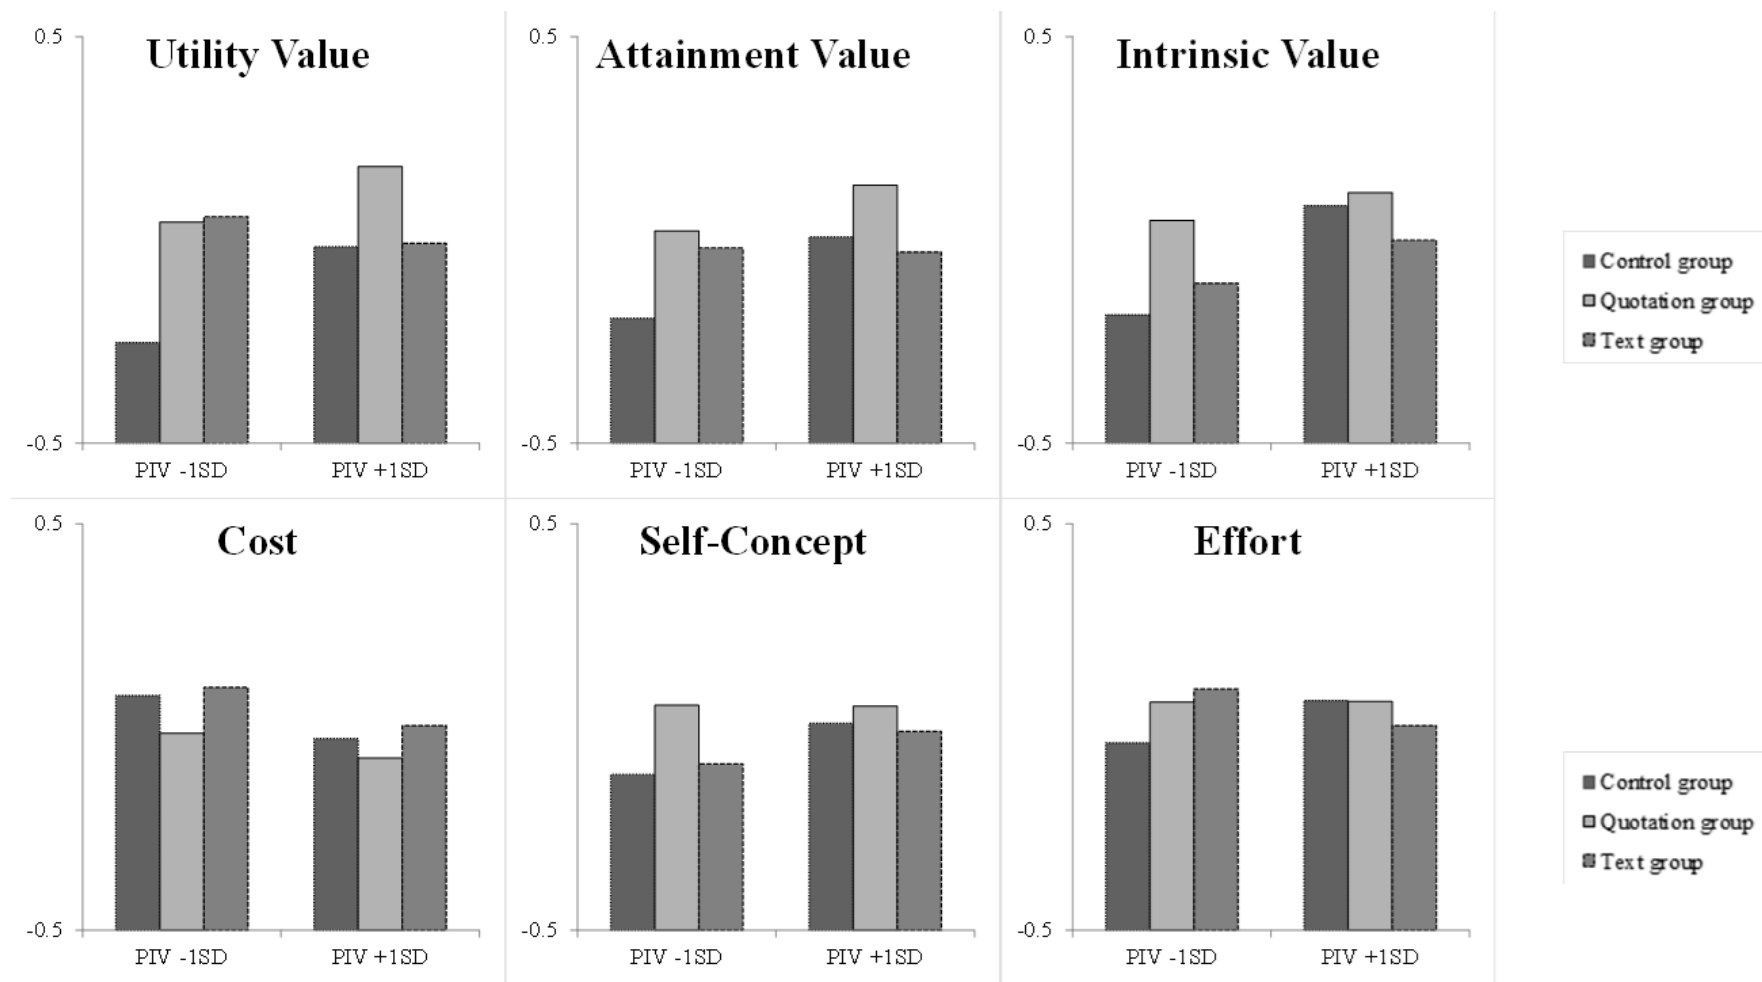 Utility Value
0.5
-0.5
PIV -1SD
PIV +1SD
Attainment Value
0.5
-0.5
PIV -1SD
PIV +1SD
Intrinsic Value
0.5
-0.5
PIV -1SD
PIV +1SD
Control group
Quotation group
Text group
Cost
0.5
-0.5
PIV -1SD
PIV +1SD
Self-Concept
0.5
-0.5
PIV -1SD
PIV +1SD
Effort
0.5
-0.5
PIV -1SD
PIV +1SD
Control group
Quotation group
Text group